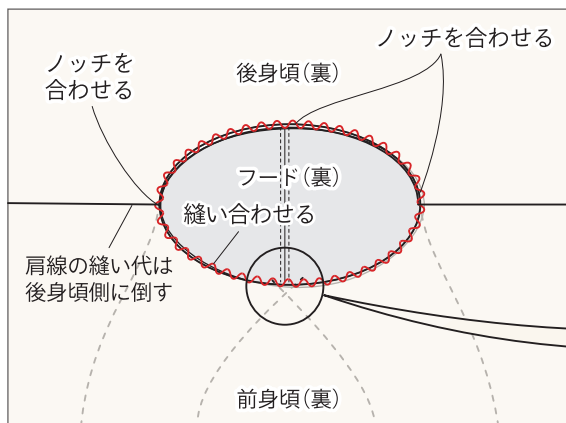 ノッチを
合わせる
後身頃（裏）
ノッチを合わせる
フード（裏）
縫い合わせる
肩線の縫い代は
後身頃側に倒す
前身頃（裏）